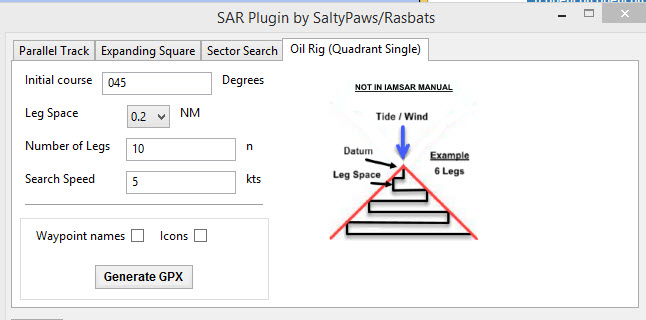 SAR Plugin by SaltyPaws/Rasbats
Parallel Track Expanding Square Sector Search Oil Rig (Quadrant Single)
Initial course 045 Degrees
Leg Space 0.2 NM
Number of Legs 10 n
Search Speed 5 kts
Waypoint names Icons
Generate GPX
NOT IN IAMSAR MANUAL
Tide / Wind
Datum
Leg Space
Example
6 Legs